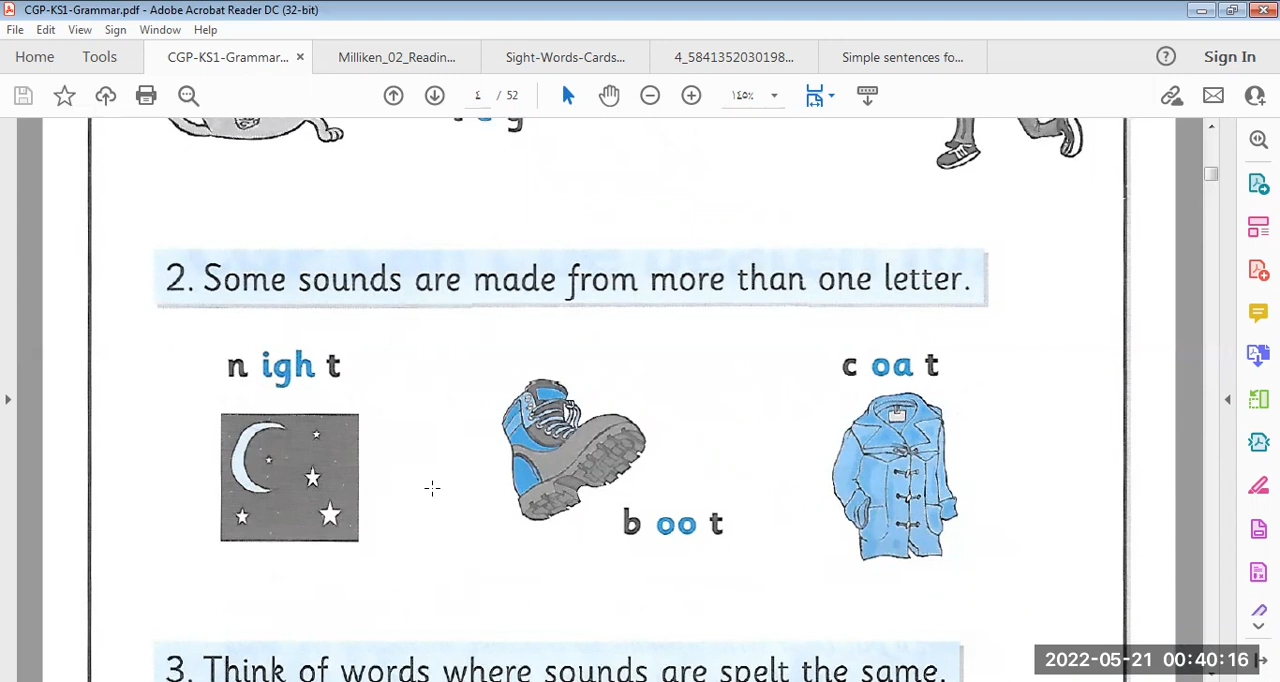 CGP-KS1-Grammar.pdf - Adobe Acrobat Reader DC (32-bit)
File Edit View Sign Window Help
Home Tools CGP-KS1-Grammar... × Milliken_02_Readin... Sight-Words-Cards... 4_5841352030198... Simple sentences fo... Sign In
٤ / 52 ١٤٥%
2. Some sounds are made from more than one letter.
n igh t
c oa t
b oo t
3. Think of words where sounds are spelt the same.
2022-05-21 00:40:16